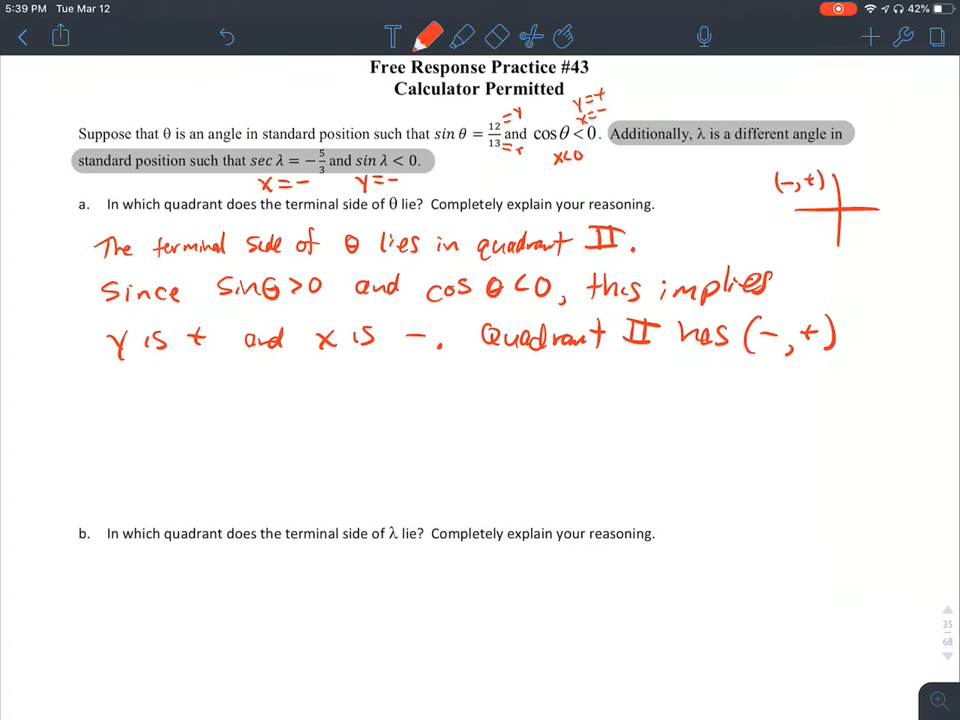 5:39 PM Tue Mar 12
42%
T
Free Response Practice #43
Calculator Permitted
y=+
=y
x=-
Suppose that θ is an angle in standard position such that sin θ = 12/13 and cos θ < 0. Additionally, λ is a different angle in
=r
x<0
standard position such that sec λ = − 5/3 and sin λ < 0.
x=- y=-
(-,+)
a. In which quadrant does the terminal side of θ lie? Completely explain your reasoning.
The terminal side of θ lies in quadrant II.
Since sinθ>0 and cos θ<0, this implies
y is + and x is -. Quadrant II has (-,+)
b. In which quadrant does the terminal side of λ lie? Completely explain your reasoning.
35
68